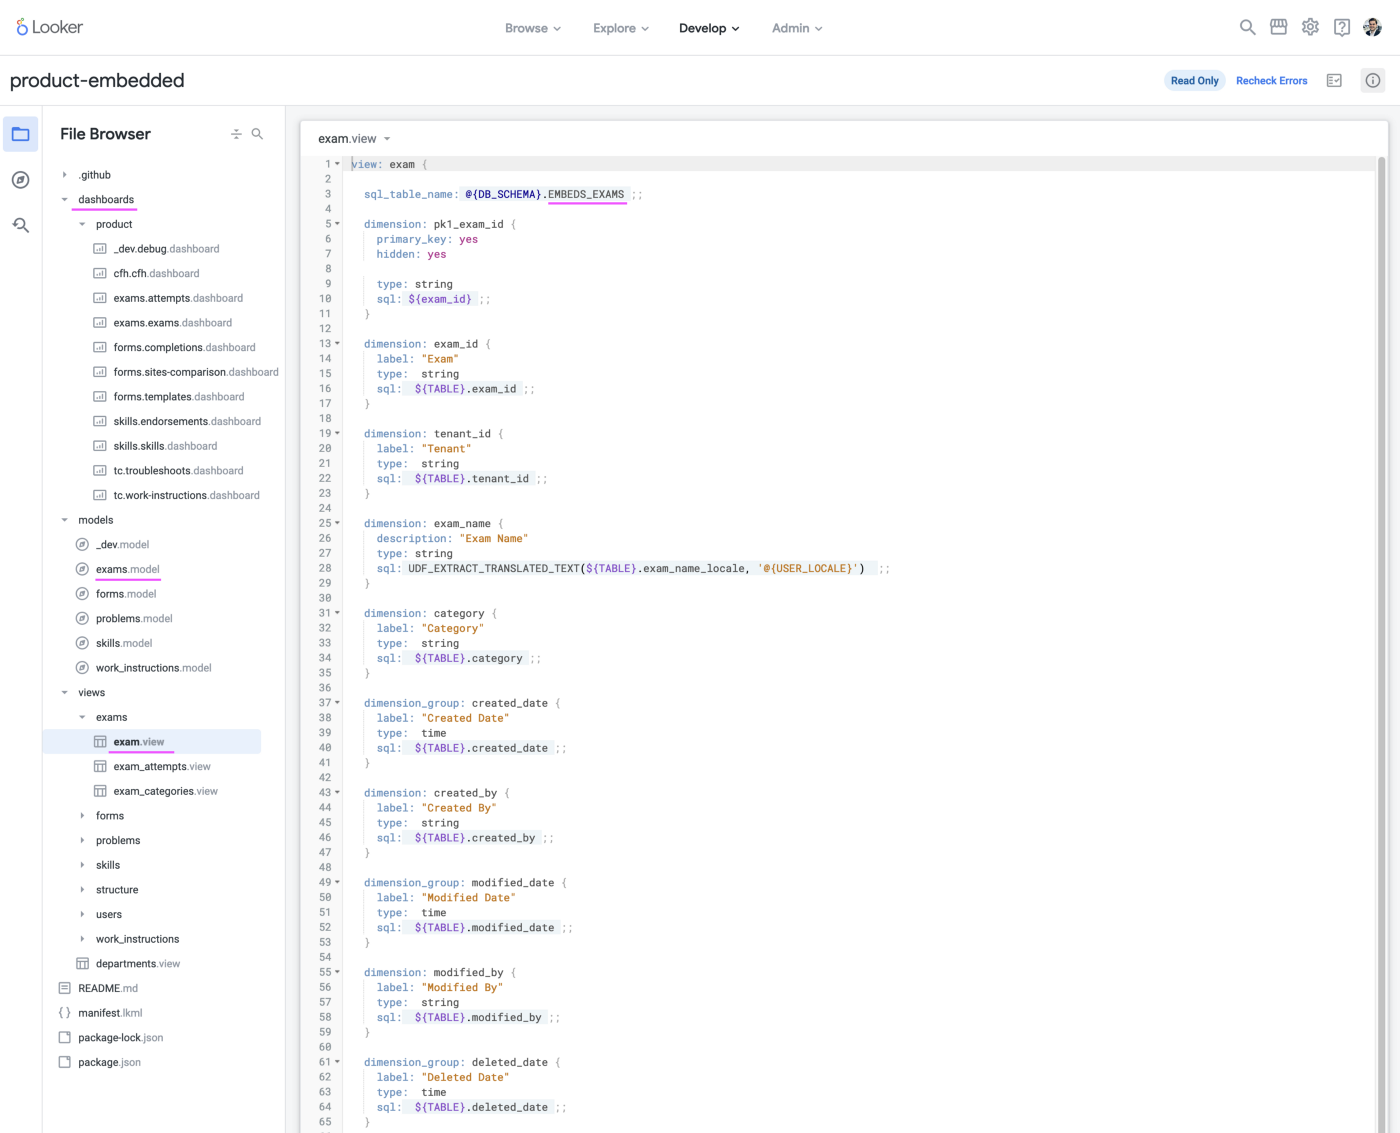 Looker
Browse
Explore
Develop
Admin
product-embedded
Read Only
Recheck Errors
File Browser
.github
dashboards
product
_dev.debug.dashboard
cfh.cfh.dashboard
exams.attempts.dashboard
exams.exams.dashboard
forms.completions.dashboard
forms.sites-comparison.dashboard
forms.templates.dashboard
skills.endorsements.dashboard
skills.skills.dashboard
tc.troubleshoots.dashboard
tc.work-instructions.dashboard
models
_dev.model
exams.model
forms.model
problems.model
skills.model
work_instructions.model
views
exams
exam.view
exam_attempts.view
exam_categories.view
forms
problems
skills
structure
users
work_instructions
departments.view
README.md
manifest.lkml
package-lock.json
package.json
exam.view
1 view: exam {
2
3 sql_table_name: @{DB_SCHEMA}.EMBEDS_EXAMS ;;
4
5 dimension: pk1_exam_id {
6 primary_key: yes
7 hidden: yes
8
9 type: string
10 sql: ${exam_id} ;;
11 }
12
13 dimension: exam_id {
14 label: "Exam"
15 type: string
16 sql: ${TABLE}.exam_id ;;
17 }
18
19 dimension: tenant_id {
20 label: "Tenant"
21 type: string
22 sql: ${TABLE}.tenant_id ;;
23 }
24
25 dimension: exam_name {
26 description: "Exam Name"
27 type: string
28 sql: UDF_EXTRACT_TRANSLATED_TEXT(${TABLE}.exam_name_locale, '@{USER_LOCALE}') ;;
29 }
30
31 dimension: category {
32 label: "Category"
33 type: string
34 sql: ${TABLE}.category ;;
35 }
36
37 dimension_group: created_date {
38 label: "Created Date"
39 type: time
40 sql: ${TABLE}.created_date ;;
41 }
42
43 dimension: created_by {
44 label: "Created By"
45 type: string
46 sql: ${TABLE}.created_by ;;
47 }
48
49 dimension_group: modified_date {
50 label: "Modified Date"
51 type: time
52 sql: ${TABLE}.modified_date ;;
53 }
54
55 dimension: modified_by {
56 label: "Modified By"
57 type: string
58 sql: ${TABLE}.modified_by ;;
59 }
60
61 dimension_group: deleted_date {
62 label: "Deleted Date"
63 type: time
64 sql: ${TABLE}.deleted_date ;;
65 }